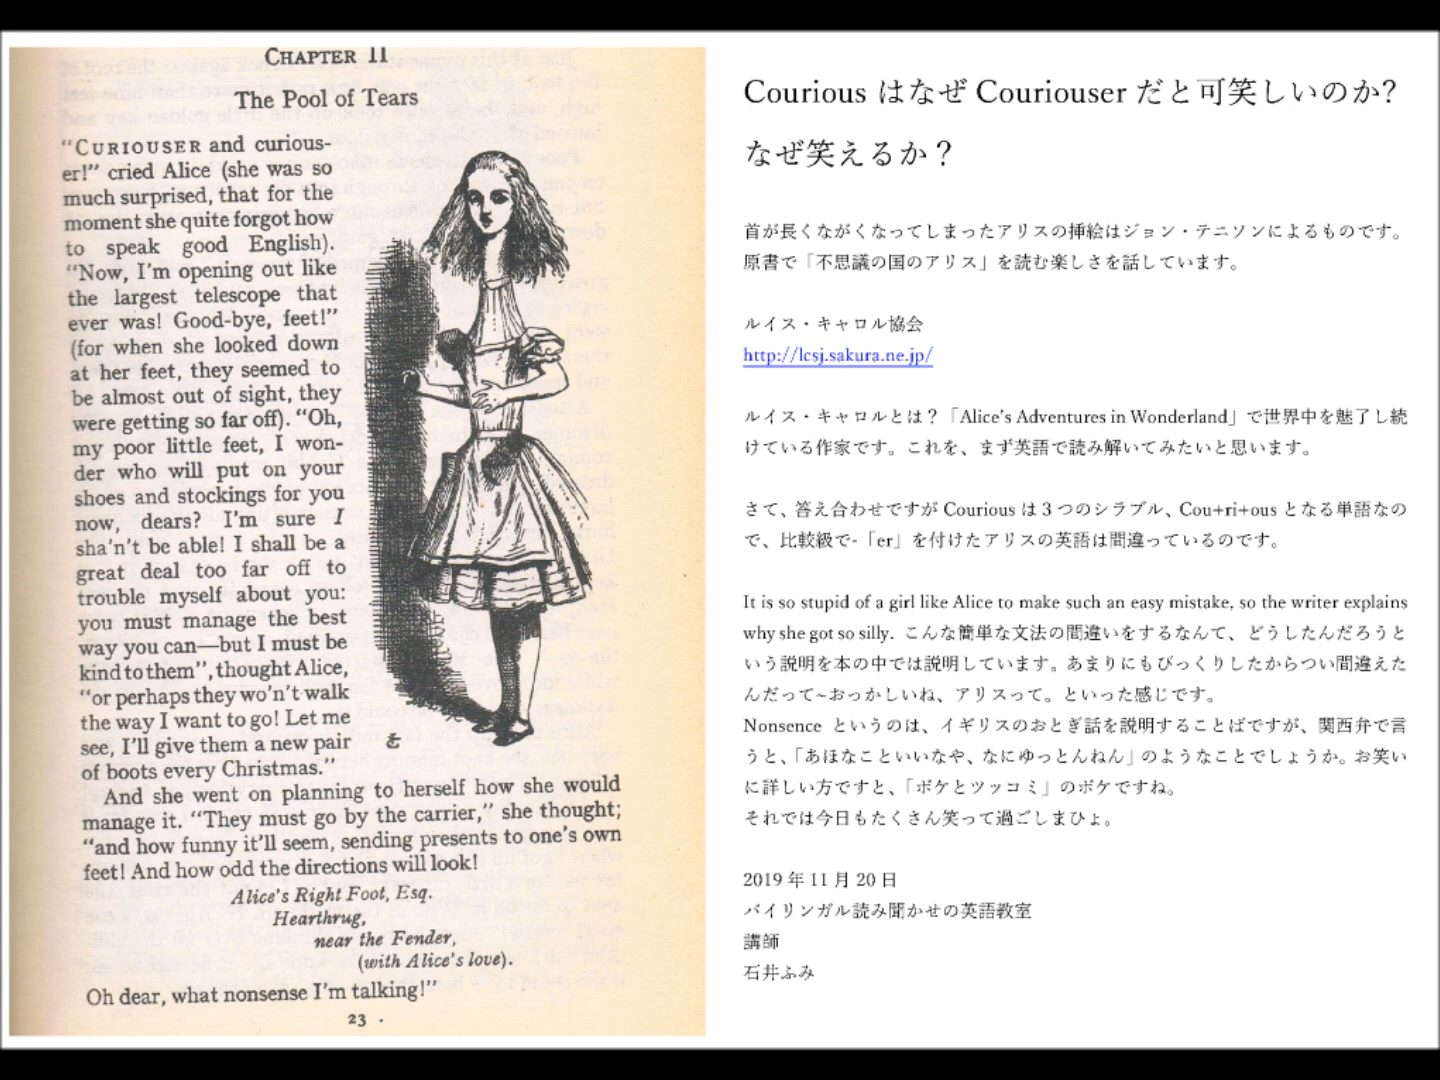 CHAPTER II
The Pool of Tears
"CURIOUSER and curious-
er!" cried Alice (she was so
much surprised, that for the
moment she quite forgot how
to speak good English).
"Now, I'm opening out like
the largest telescope that
ever was! Good-bye, feet!"
(for when she looked down
at her feet, they seemed to
be almost out of sight, they
were getting so far off). "Oh,
my poor little feet, I won-
der who will put on your
shoes and stockings for you
now, dears? I'm sure I
sha'n't be able! I shall be a
great deal too far off to
trouble myself about you:
you must manage the best
way you can—but I must be
kind to them", thought Alice,
"or perhaps they wo'n't walk
the way I want to go! Let me
see, I'll give them a new pair
of boots every Christmas."
And she went on planning to herself how she would
manage it. "They must go by the carrier," she thought;
"and how funny it'll seem, sending presents to one's own
feet! And how odd the directions will look!
Alice's Right Foot, Esq.
Hearthrug,
near the Fender,
(with Alice's love).
Oh dear, what nonsense I'm talking!"
23 .
Courious はなぜ Couriouser だと可笑しいのか?
なぜ笑えるか？
首が長くながくなってしまったアリスの挿絵はジョン・テニソンによるものです。
原書で「不思議の国のアリス」を読む楽しさを話しています。
ルイス・キャロル協会
http://lcsj.sakura.ne.jp/
ルイス・キャロルとは？「Alice's Adventures in Wonderland」で世界中を魅了し続
けている作家です。これを、まず英語で読み解いてみたいと思います。
さて、答え合わせですが Courious は３つのシラブル、Cou+ri+ous となる単語なの
で、比較級で-「er」を付けたアリスの英語は間違っているのです。
It is so stupid of a girl like Alice to make such an easy mistake, so the writer explains
why she got so silly. こんな簡単な文法の間違いをするなんて、どうしたんだろうと
いう説明を本の中では説明しています。あまりにもびっくりしたからつい間違えた
んだって~おっかしいね、アリスって。といった感じです。
Nonsence というのは、イギリスのおとぎ話を説明することばですが、関西弁で言
うと、「あほなこといいなや、なにゆっとんねん」のようなことでしょうか。お笑い
に詳しい方ですと、「ボケとツッコミ」のボケですね。
それでは今日もたくさん笑って過ごしまひょ。
2019 年 11 月 20 日
バイリンガル読み聞かせの英語教室
講師
石井ふみ